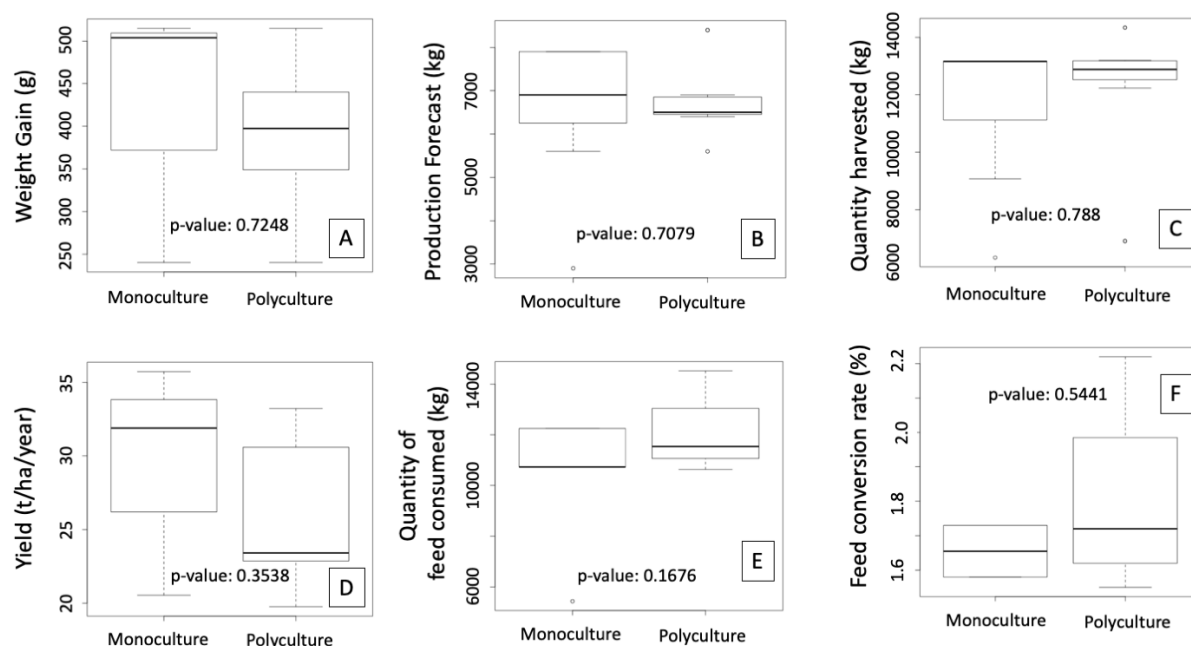 Weight Gain (g)
500
450
400
350
300
250
p-value: 0.7248
A
Monoculture Polyculture
Production Forecast (kg)
7000
5000
3000
p-value: 0.7079
B
Monoculture Polyculture
Quantity harvested (kg)
14000
12000
10000
8000
6000
p-value: 0.788
C
Monoculture Polyculture
Yield (t/ha/year)
35
30
25
20
p-value: 0.3538
D
Monoculture Polyculture
Quantity of
feed consumed (kg)
14000
10000
6000
p-value: 0.1676
E
Monoculture Polyculture
Feed conversion rate (%)
2.2
2.0
1.8
1.6
p-value: 0.5441
F
Monoculture Polyculture